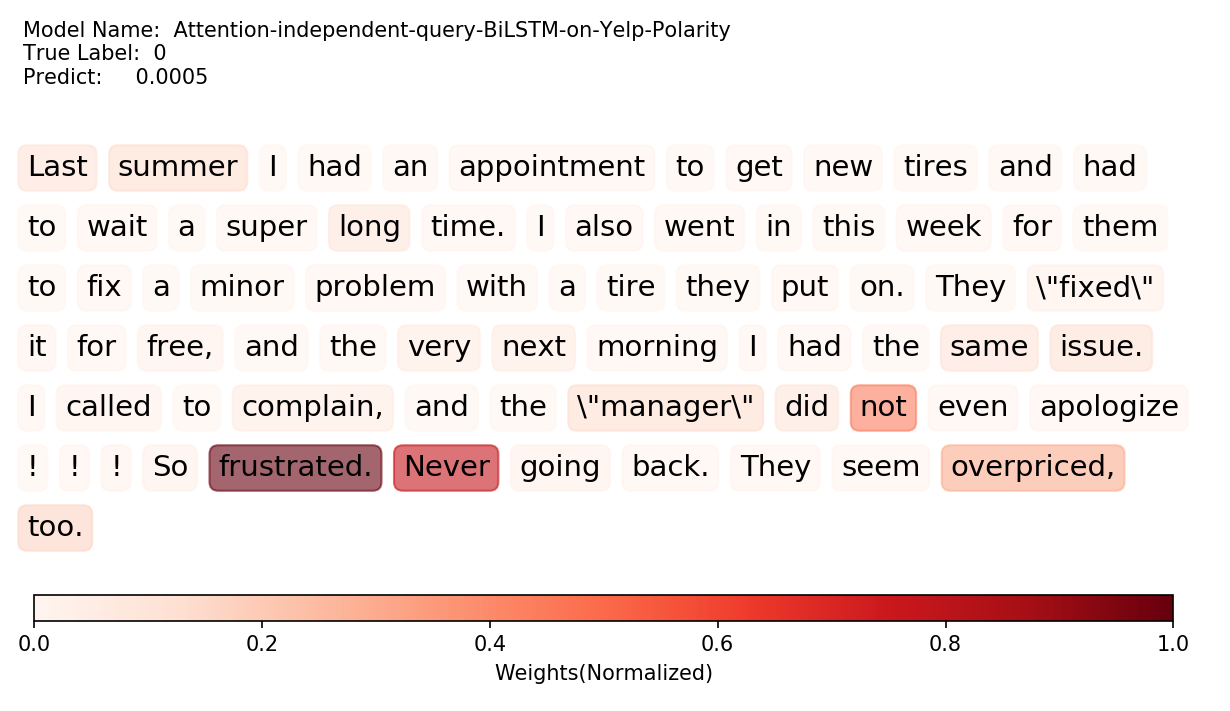 Model Name: Attention-independent-query-BiLSTM-on-Yelp-Polarity
True Label: 0
Predict: 0.0005
Last summer I had an appointment to get new tires and had
to wait a super long time. I also went in this week for them
to fix a minor problem with a tire they put on. They \"fixed\"
it for free, and the very next morning I had the same issue.
I called to complain, and the \"manager\" did not even apologize
! ! ! So frustrated. Never going back. They seem overpriced,
too.
0.0 0.2 0.4 0.6 0.8 1.0
Weights(Normalized)